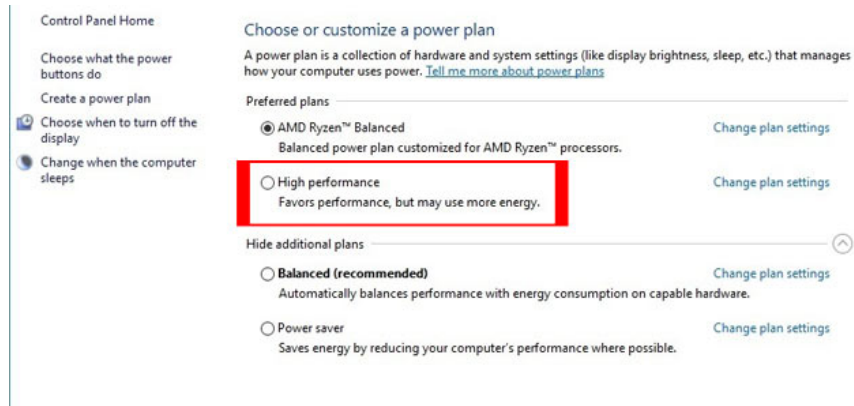 Control Panel Home
Choose what the power
buttons do
Create a power plan
Choose when to turn off the
display
Change when the computer
sleeps
Choose or customize a power plan
A power plan is a collection of hardware and system settings (like display brightness, sleep, etc.) that manages
how your computer uses power. Tell me more about power plans
Preferred plans
AMD Ryzen™ Balanced Change plan settings
Balanced power plan customized for AMD Ryzen™ processors.
High performance Change plan settings
Favors performance, but may use more energy.
Hide additional plans
Balanced (recommended) Change plan settings
Automatically balances performance with energy consumption on capable hardware.
Power saver Change plan settings
Saves energy by reducing your computer's performance where possible.